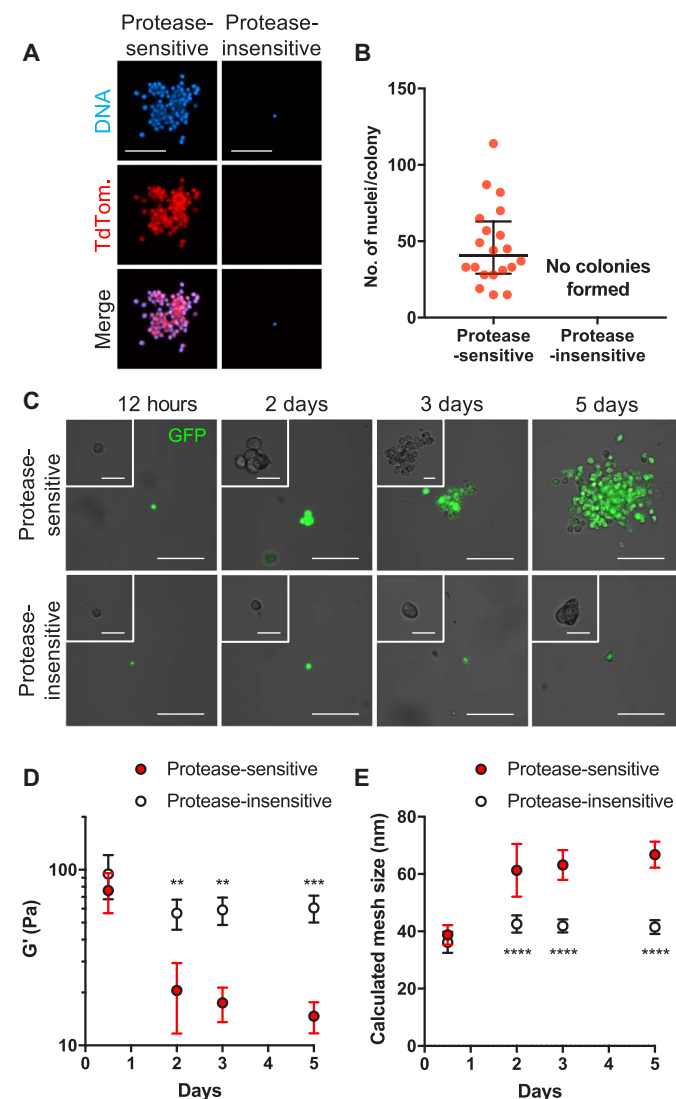 A
Protease-
sensitive
Protease-
insensitive
DNA
TdTom.
Merge
B
No. of nuclei/colony
150
100
50
0
No colonies
formed
Protease
-sensitive
Protease
-insensitive
C
12 hours
2 days
3 days
5 days
Protease-
sensitive
GFP
Protease-
insensitive
D
Protease-sensitive
Protease-insensitive
G' (Pa)
100
10
** ** ***
0 1 2 3 4 5
Days
E
Protease-sensitive
Protease-insensitive
Calculated mesh size (nm)
80
60
40
20
0
**** **** ****
0 1 2 3 4 5
Days